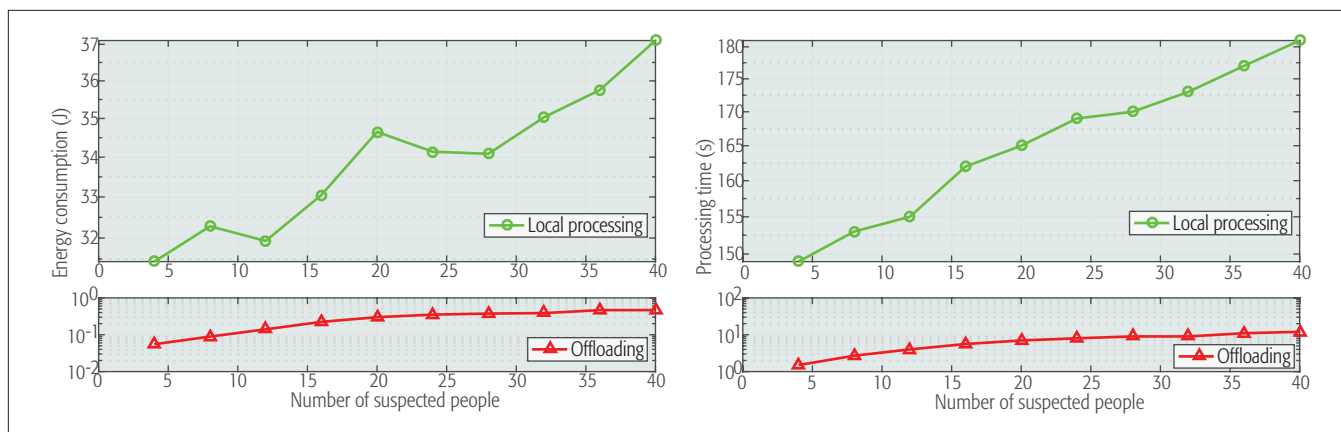 Energy consumption (J)
37
36
35
34
33
32
Local processing
0 5 10 15 20 25 30 35 40
10^0
10^-1
10^-2
Offloading
0 5 10 15 20 25 30 35 40
Number of suspected people
Processing time (s)
180
175
170
165
160
155
150
Local processing
0 5 10 15 20 25 30 35 40
10^2
10^1
10^0
Offloading
0 5 10 15 20 25 30 35 40
Number of suspected people